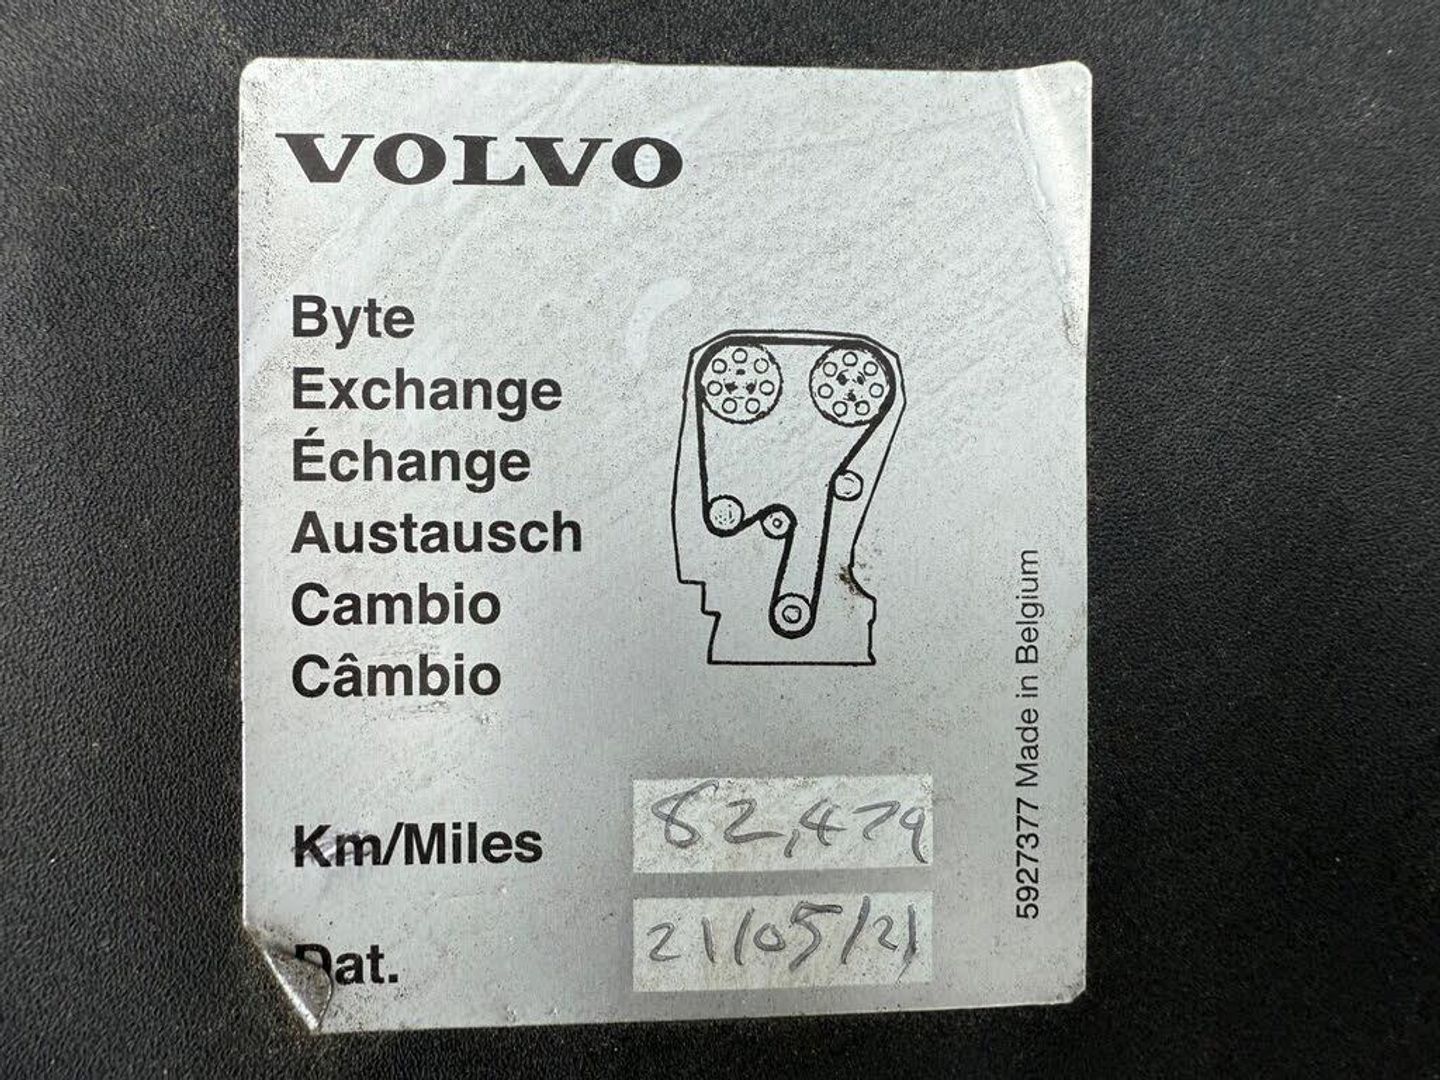 VOLVO
Byte
Exchange
Échange
Austausch
Cambio
Câmbio
Km/Miles 82,479
Dat. 21/05/21
5927377 Made in Belgium